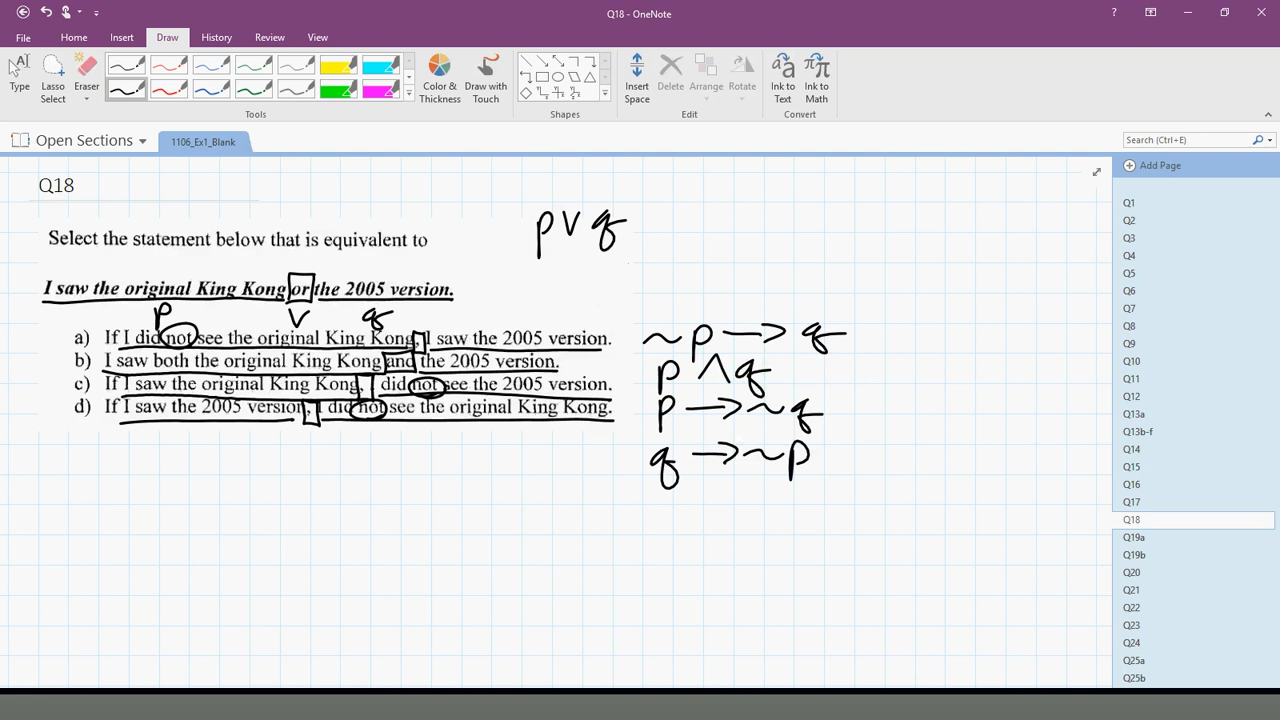 Q18 - OneNote
?
File Home Insert Draw History Review View
Type
Lasso Select
Eraser
Color & Thickness
Draw with Touch
Insert Space
Delete
Arrange
Rotate
Ink to Text
Ink to Math
Tools
Shapes
Edit
Convert
Open Sections
1106_Ex1_Blank
Search (Ctrl+E)
Add Page
Q18
p ∨ q
Select the statement below that is equivalent to
I saw the original King Kong or the 2005 version.
p ∨ q
a) If I did not see the original King Kong, I saw the 2005 version.
~p → q
b) I saw both the original King Kong and the 2005 version.
p ∧ q
c) If I saw the original King Kong, I did not see the 2005 version.
p → ~q
d) If I saw the 2005 version, I did not see the original King Kong.
q → ~p
Q1
Q2
Q3
Q4
Q5
Q6
Q7
Q8
Q9
Q10
Q11
Q12
Q13a
Q13b-f
Q14
Q15
Q16
Q17
Q18
Q19a
Q19b
Q20
Q21
Q22
Q23
Q24
Q25a
Q25b